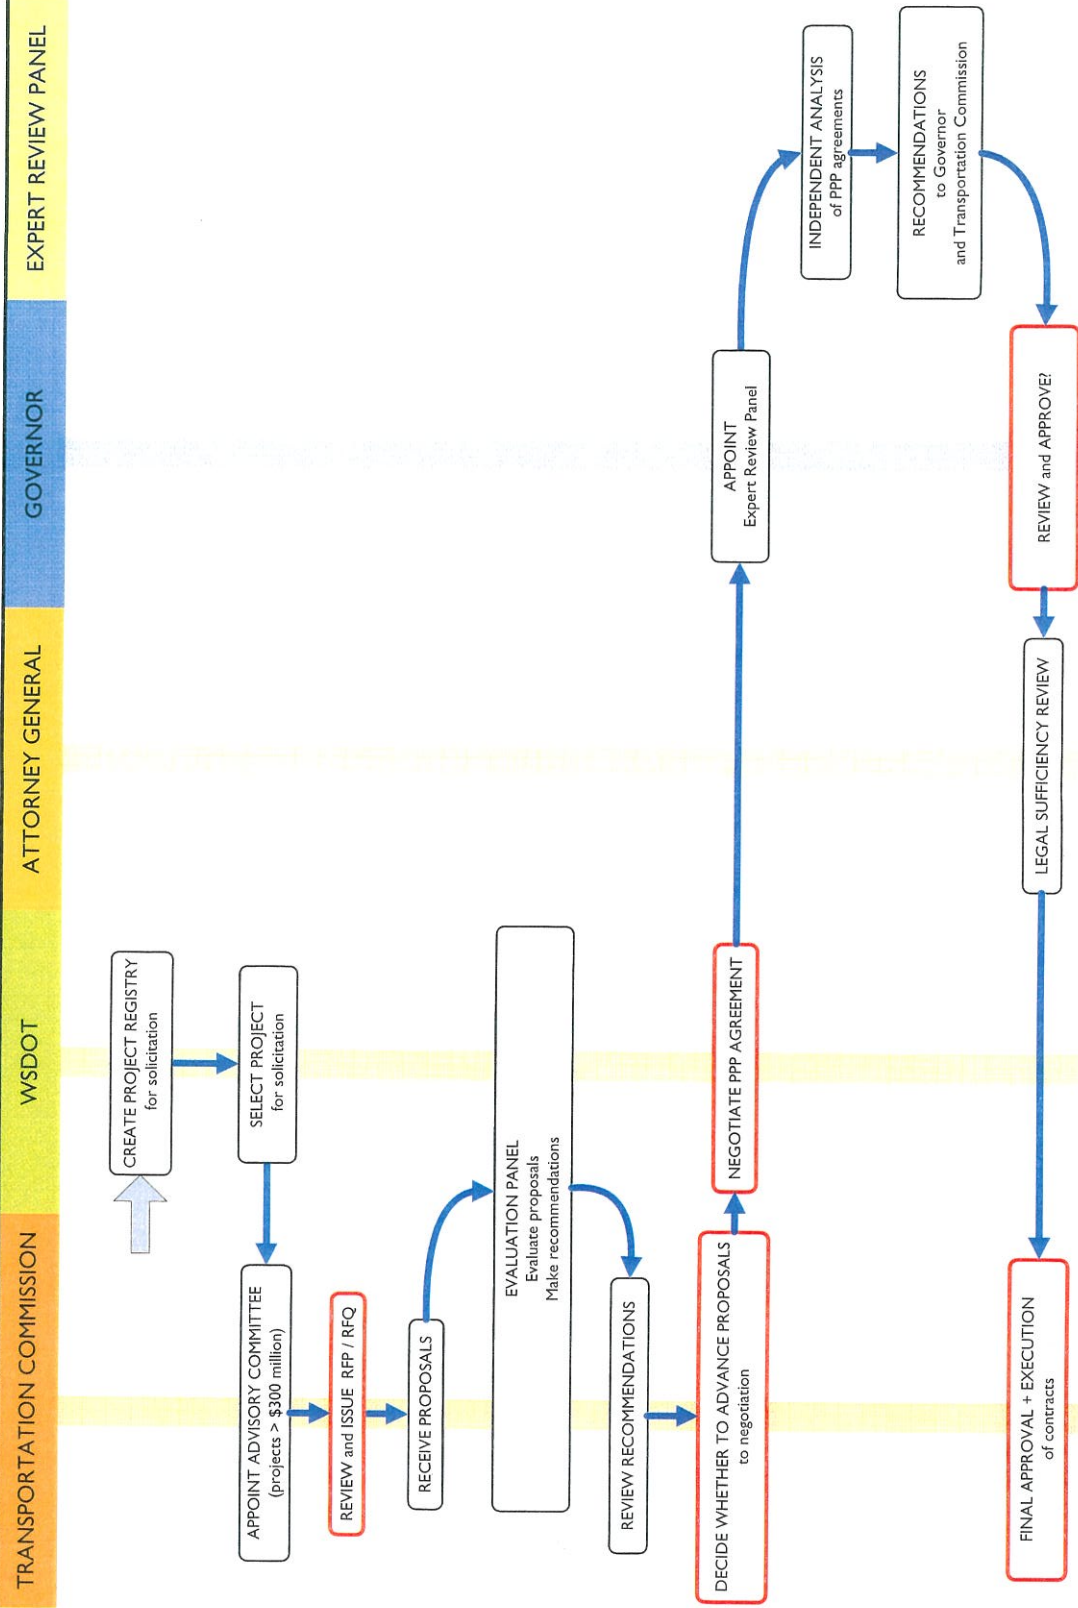 TRANSPORTATION COMMISSION
WSDOT
ATTORNEY GENERAL
GOVERNOR
EXPERT REVIEW PANEL
CREATE PROJECT REGISTRY
for solicitation
SELECT PROJECT
for solicitation
APPOINT ADVISORY COMMITTEE
(projects > $300 million)
REVIEW and ISSUE RFP / RFQ
RECEIVE PROPOSALS
EVALUATION PANEL
Evaluate proposals
Make recommendations
REVIEW RECOMMENDATIONS
DECIDE WHETHER TO ADVANCE PROPOSALS
to negotiation
NEGOTIATE PPP AGREEMENT
APPOINT
Expert Review Panel
INDEPENDENT ANALYSIS
of PPP agreements
RECOMMENDATIONS
to Governor
and Transportation Commission
REVIEW and APPROVE?
LEGAL SUFFICIENCY REVIEW
FINAL APPROVAL + EXECUTION
of contracts